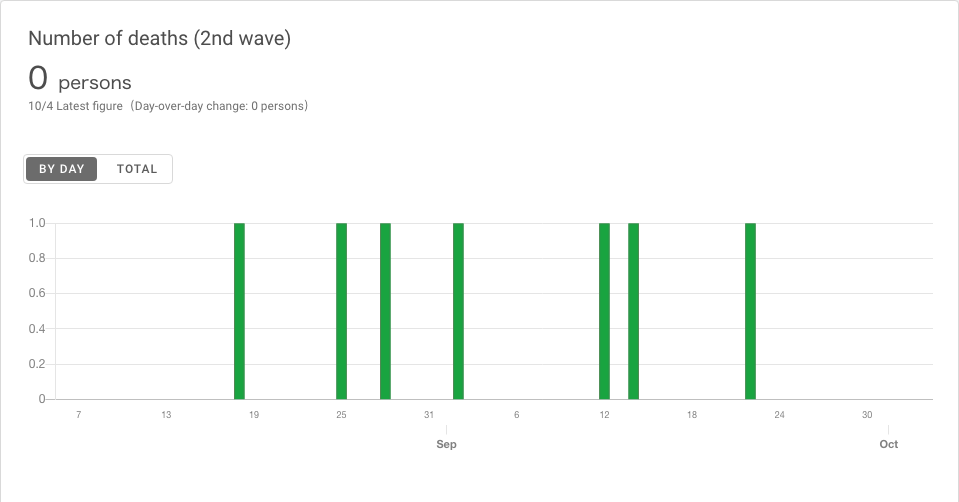 Number of deaths (2nd wave)
0 persons
10/4 Latest figure（Day-over-day change: 0 persons）
BY DAY TOTAL
1.0
0.8
0.6
0.4
0.2
0
7 13 19 25 31 6 12 18 24 30
Sep Oct